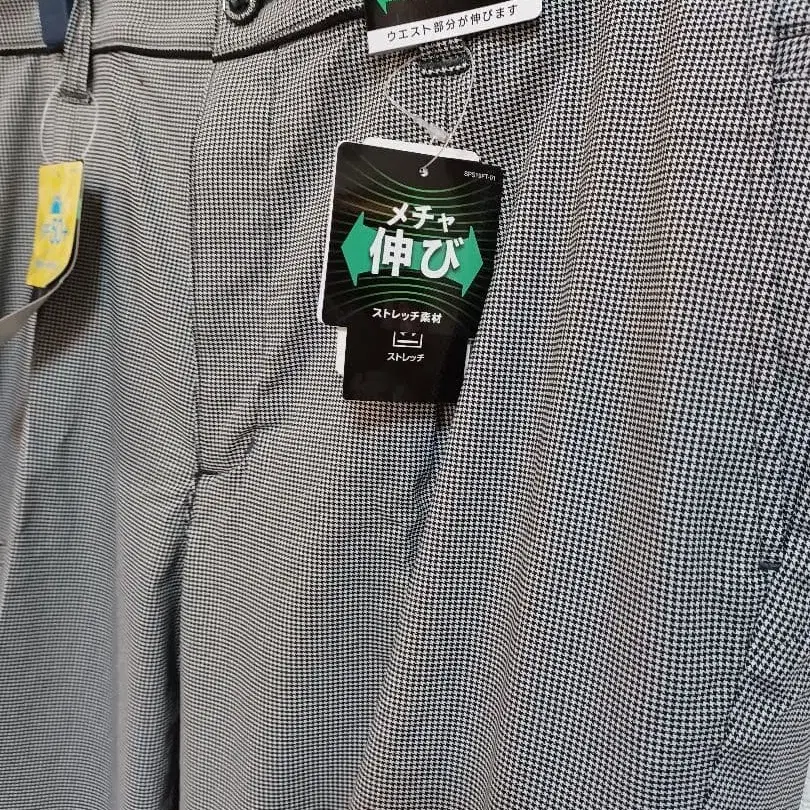 ウエスト部分が伸びます
SPS19FT-01
メチャ
伸び
ストレッチ素材
ストレッチ